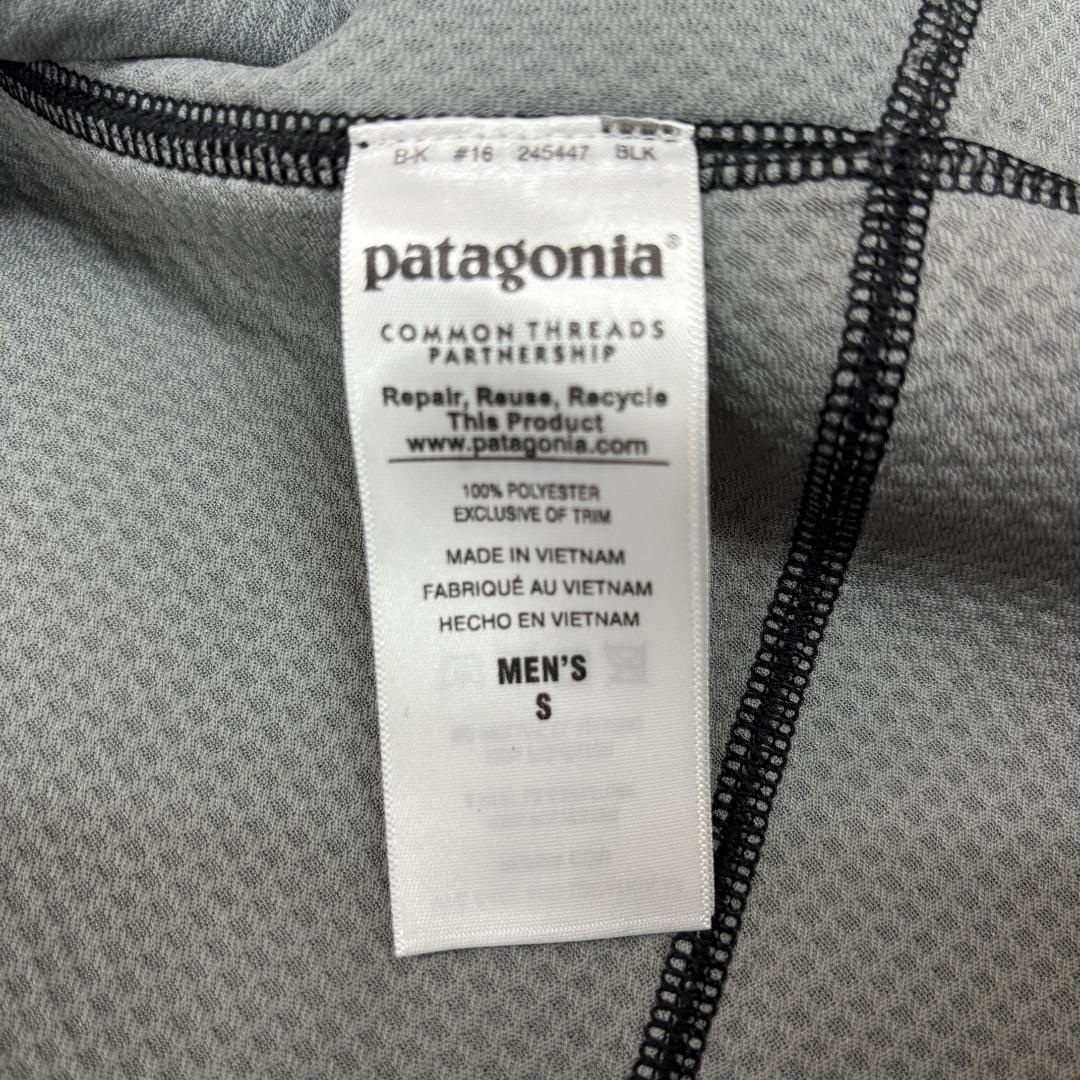 B-K #16 245447 BLK
patagonia®
COMMON THREADS
PARTNERSHIP
Repair, Reuse, Recycle
This Product
www.patagonia.com
100% POLYESTER
EXCLUSIVE OF TRIM
MADE IN VIETNAM
FABRIQUÉ AU VIETNAM
HECHO EN VIETNAM
MEN'S
S